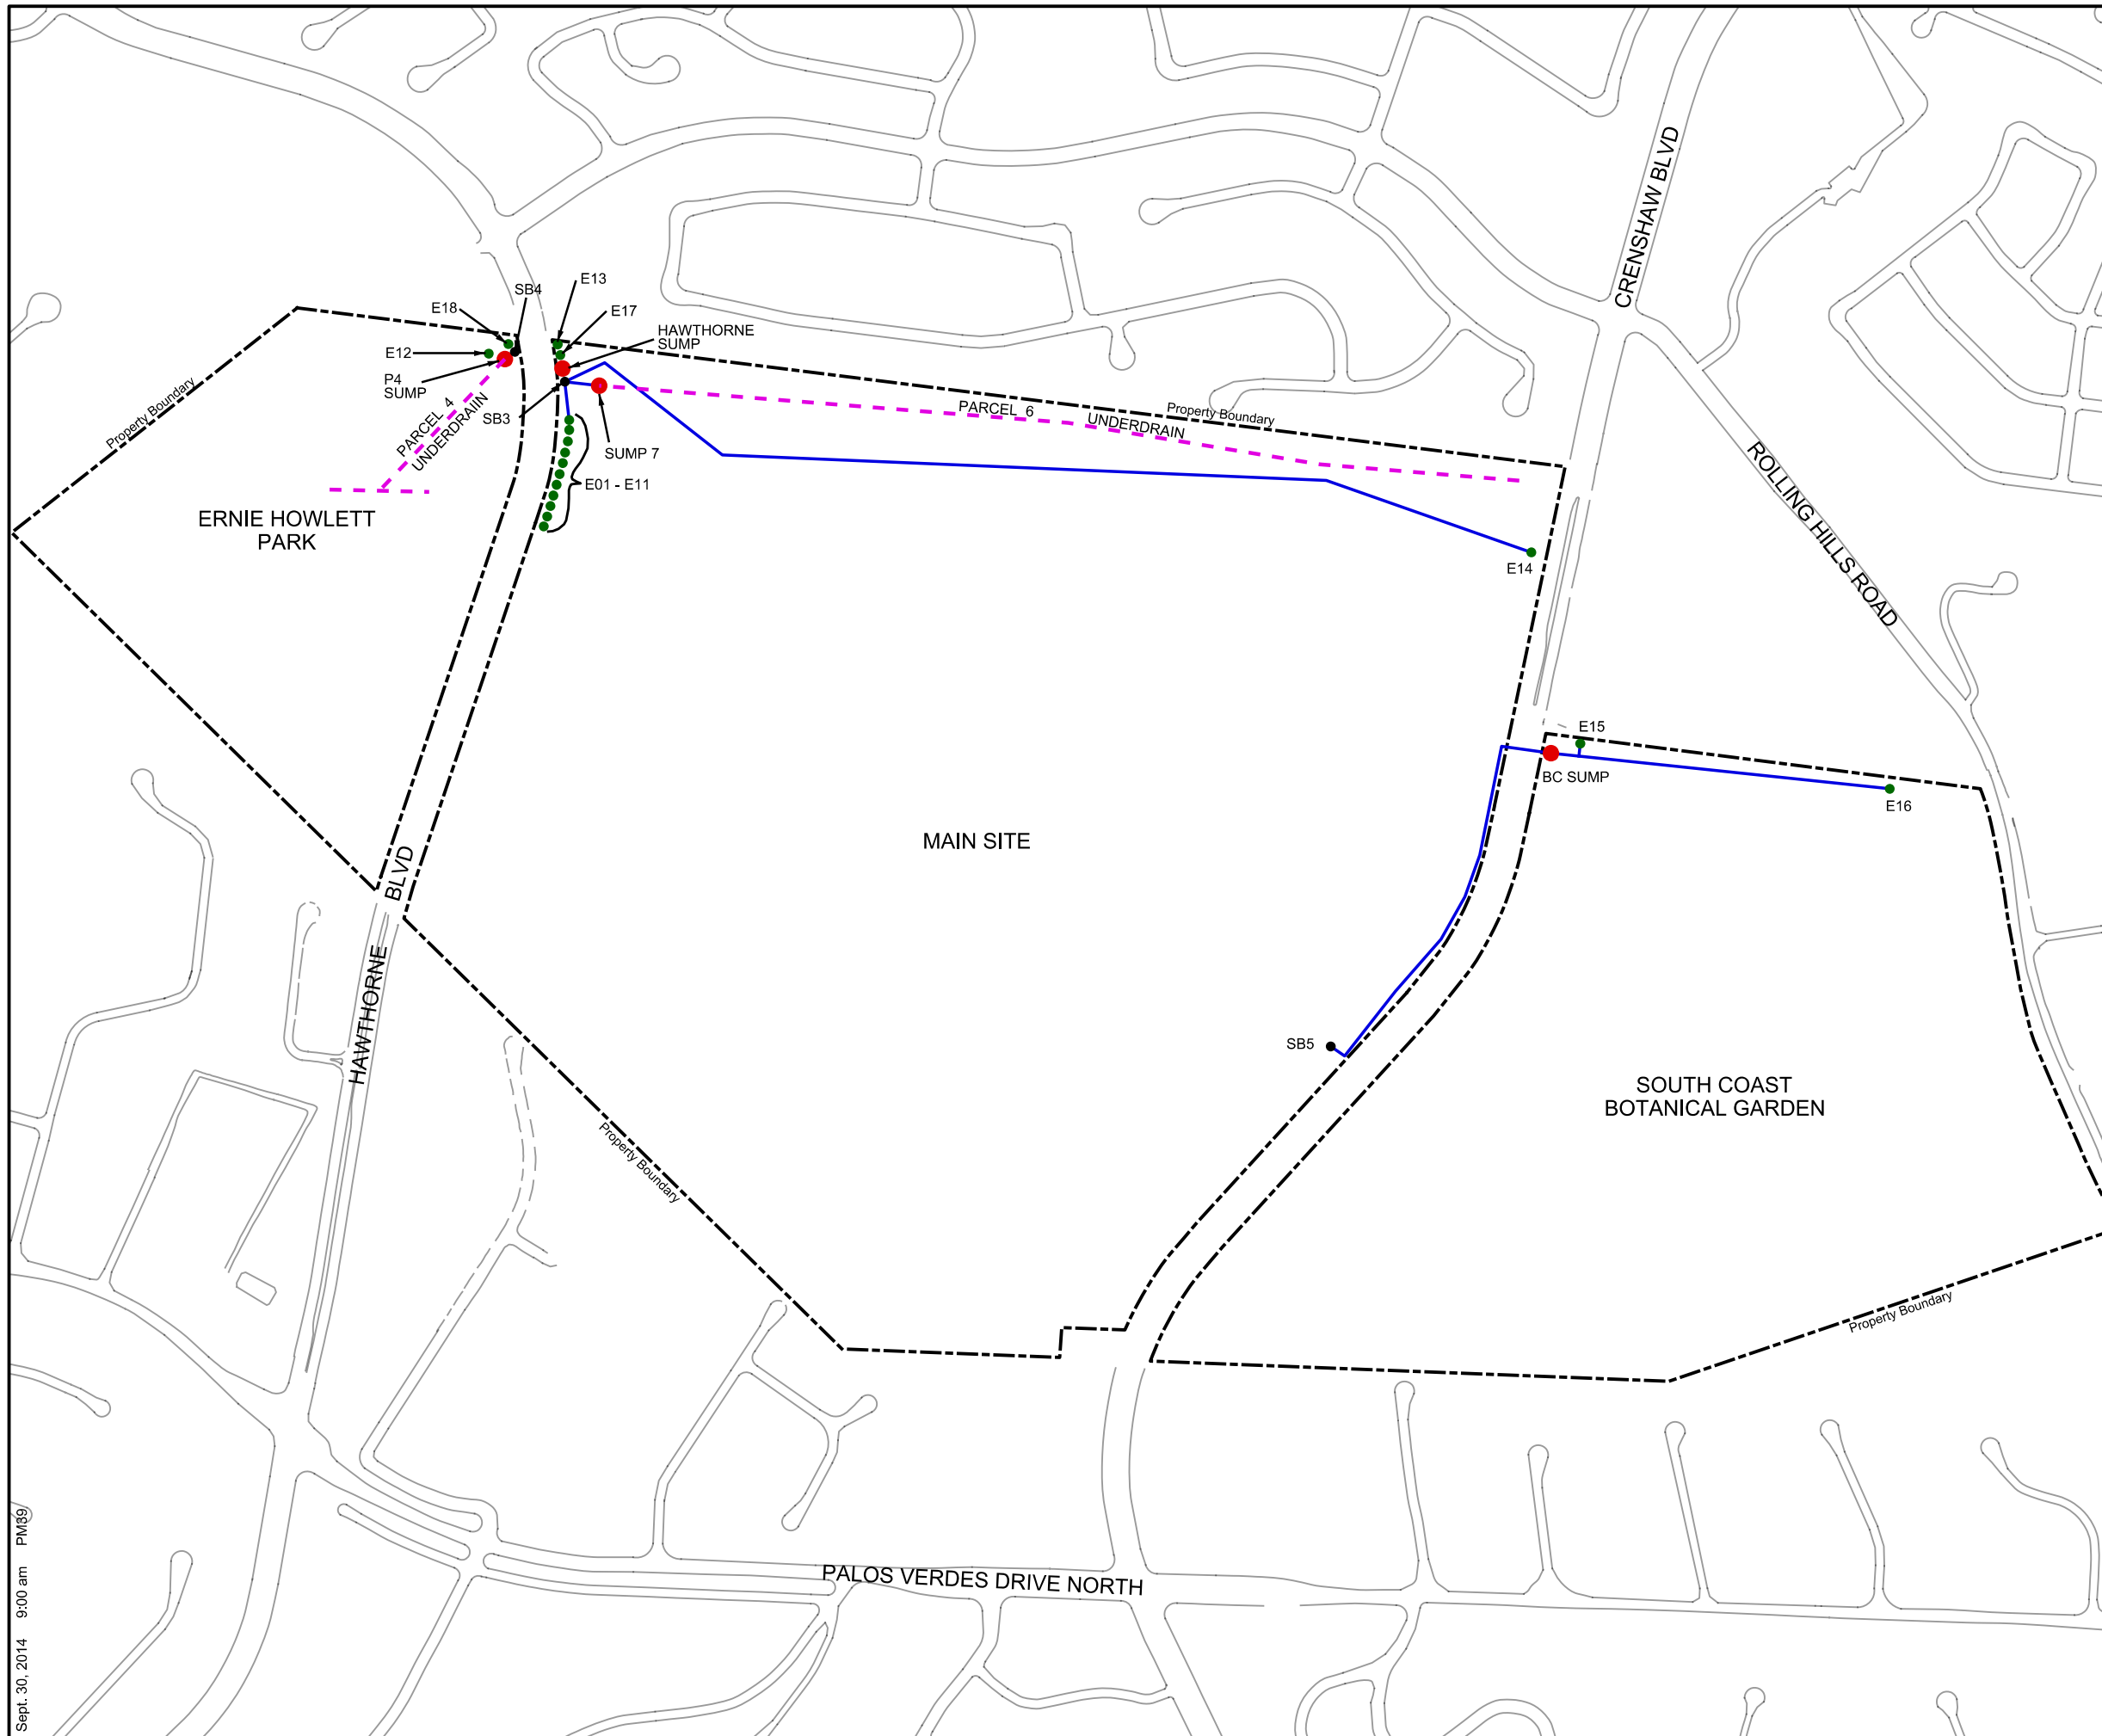 CRENSHAW BLVD
E13
SB4
E18
E17
HAWTHORNE
SUMP
E12
P4
SUMP
Property Boundary
PARCEL 4
UNDERDRAIN
SB3
PARCEL 6
UNDERDRAIN
Property Boundary
SUMP 7
E01 - E11
ROLLING HILLS ROAD
ERNIE HOWLETT
PARK
E14
E15
BC SUMP
E16
MAIN SITE
HAWTHORNE BLVD
SB5
SOUTH COAST
BOTANICAL GARDEN
Property Boundary
Property Boundary
PALOS VERDES DRIVE NORTH
Sept. 30, 2014 9:00 am PM39